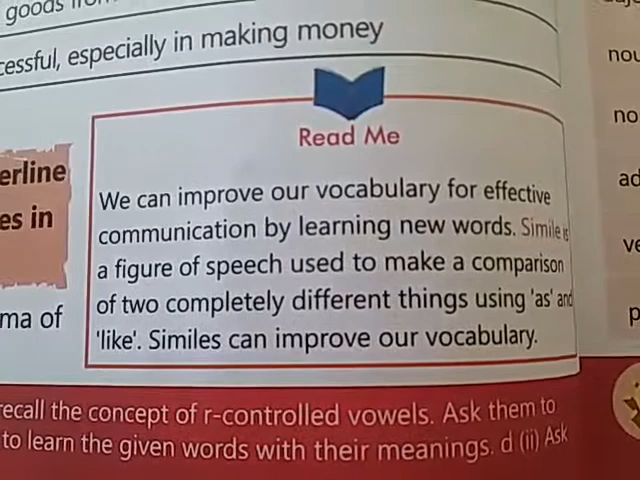 goods from
cessful, especially in making money
Read Me
We can improve our vocabulary for effective
communication by learning new words. Simile is
a figure of speech used to make a comparison
of two completely different things using 'as' and
'like'. Similes can improve our vocabulary.
erline
es in
ma of
recall the concept of r-controlled vowels. Ask them to
to learn the given words with their meanings. d (ii) Ask
nou
no
ad
ve
p